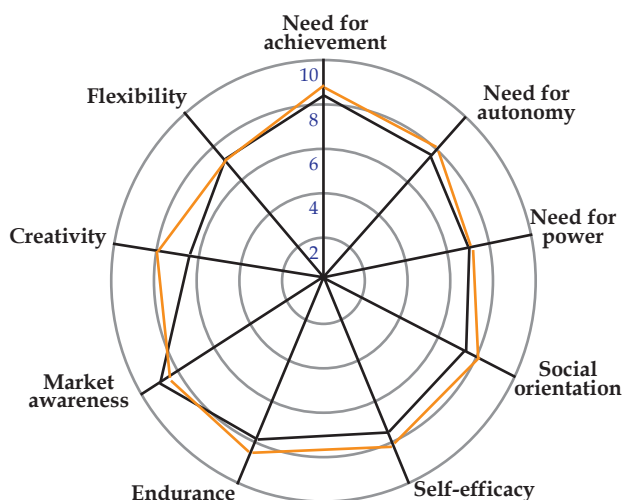 Need for
achievement
10
8
6
4
2
Need for
autonomy
Need for
power
Social
orientation
Self-efficacy
Endurance
Market
awareness
Creativity
Flexibility